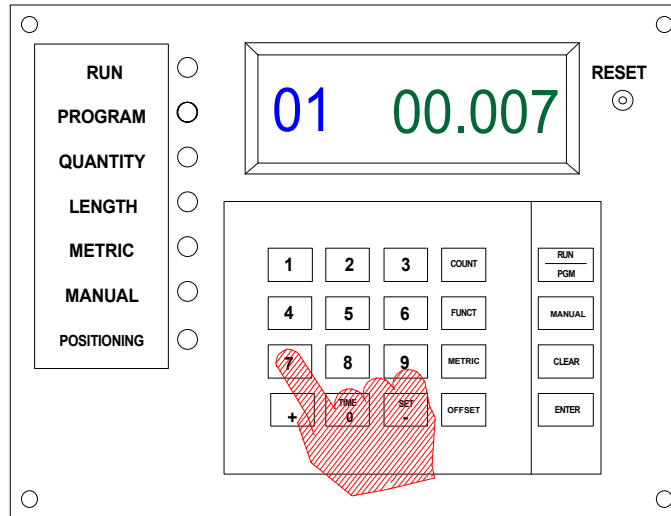 RUN
PROGRAM
QUANTITY
LENGTH
METRIC
MANUAL
POSITIONING
01 00.007
RESET
1 2 3 COUNT
4 5 6 FUNCT
7 8 9 METRIC
+ TIME 0 SET - OFFSET
RUN
PGM
MANUAL
CLEAR
ENTER